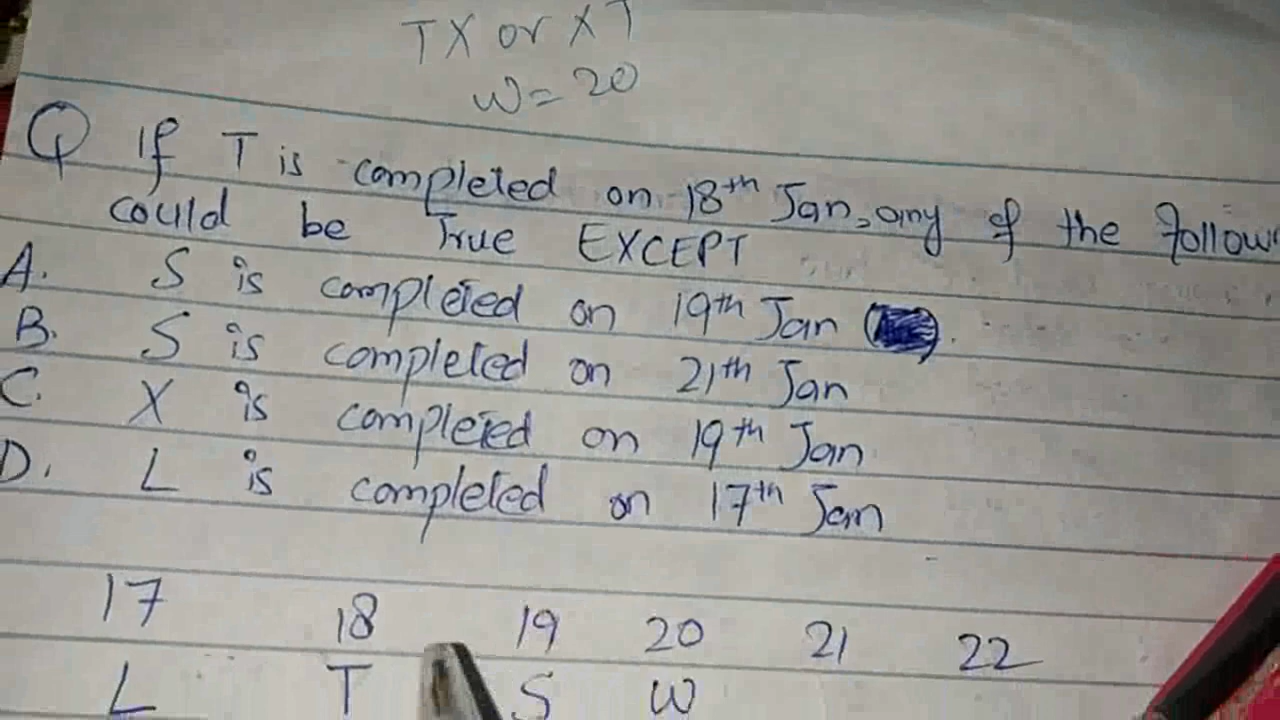 TX or XT
W = 20
Q If T is completed on 18th Jan, any of the follow
could be True EXCEPT
A. S is completed on 19th Jan
B. S is completed on 21th Jan
C. X is completed on 19th Jan
D. L is completed on 17th Jan
17 18 19 20 21 22
L T S W